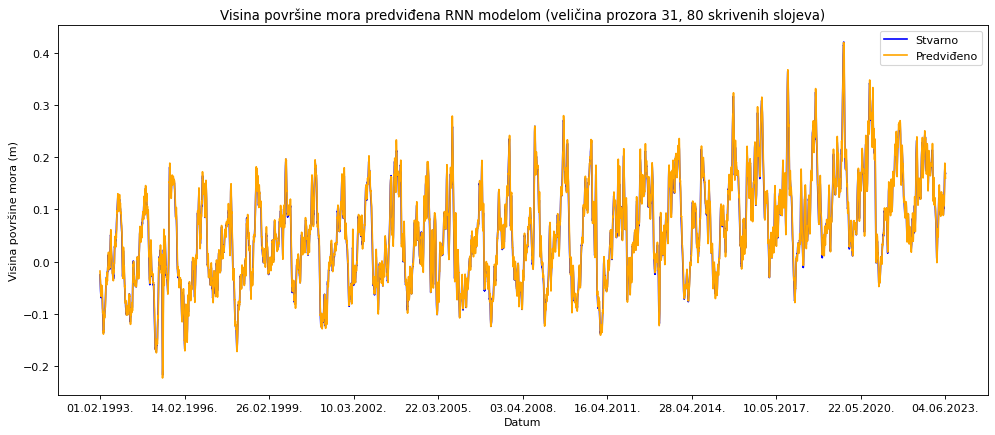 Visina površine mora predviđena RNN modelom (veličina prozora 31, 80 skrivenih slojeva)
Stvarno
Predviđeno
Visina površine mora (m)
0.4
0.3
0.2
0.1
0.0
−0.1
−0.2
01.02.1993. 14.02.1996. 26.02.1999. 10.03.2002. 22.03.2005. 03.04.2008. 16.04.2011. 28.04.2014. 10.05.2017. 22.05.2020. 04.06.2023.
Datum